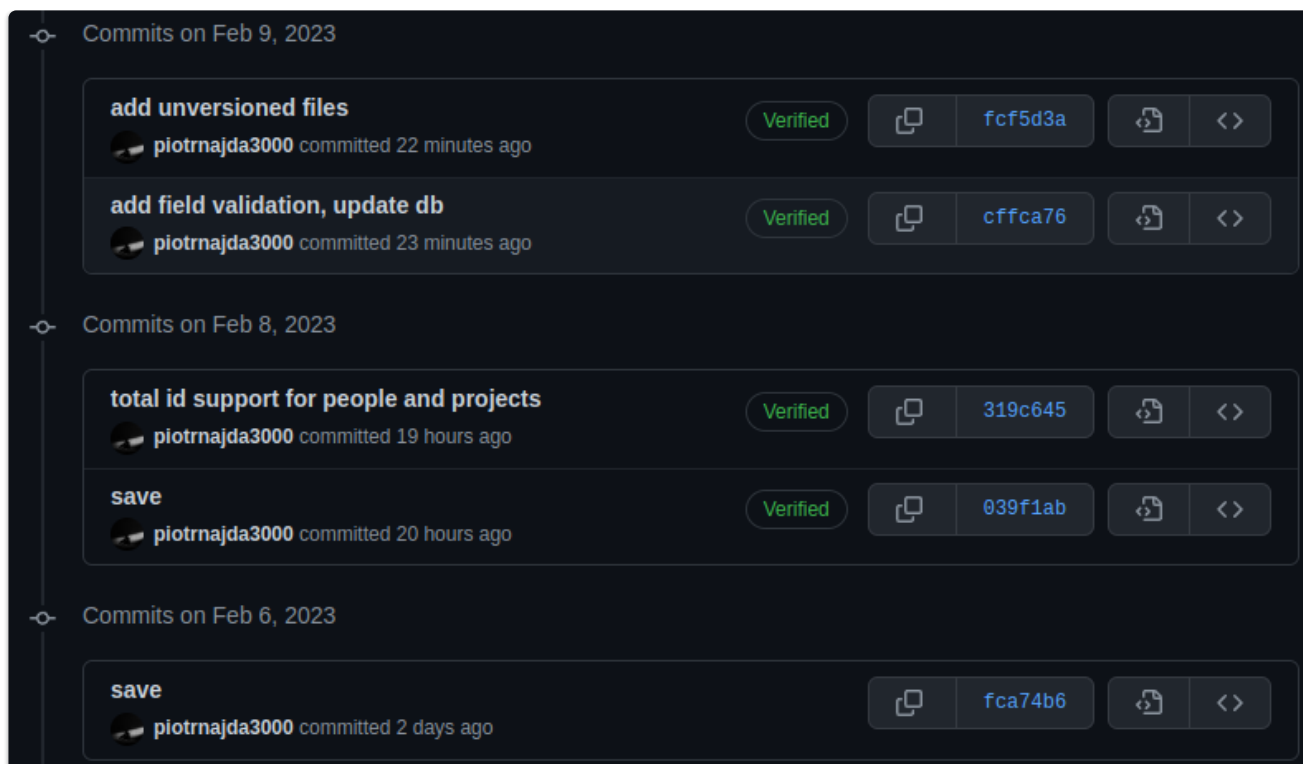 Commits on Feb 9, 2023
add unversioned files
piotrnajda3000 committed 22 minutes ago
Verified
fcf5d3a
add field validation, update db
piotrnajda3000 committed 23 minutes ago
Verified
cffca76
Commits on Feb 8, 2023
total id support for people and projects
piotrnajda3000 committed 19 hours ago
Verified
319c645
save
piotrnajda3000 committed 20 hours ago
Verified
039f1ab
Commits on Feb 6, 2023
save
piotrnajda3000 committed 2 days ago
fca74b6